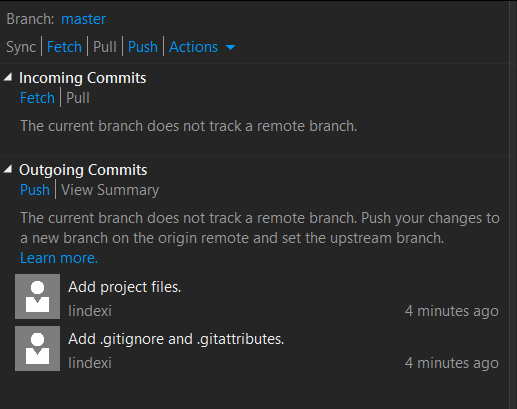 Branch: master
Sync | Fetch | Pull | Push | Actions
Incoming Commits
Fetch | Pull
The current branch does not track a remote branch.
Outgoing Commits
Push | View Summary
The current branch does not track a remote branch. Push your changes to
a new branch on the origin remote and set the upstream branch.
Learn more.
Add project files.
lindexi 4 minutes ago
Add .gitignore and .gitattributes.
lindexi 4 minutes ago